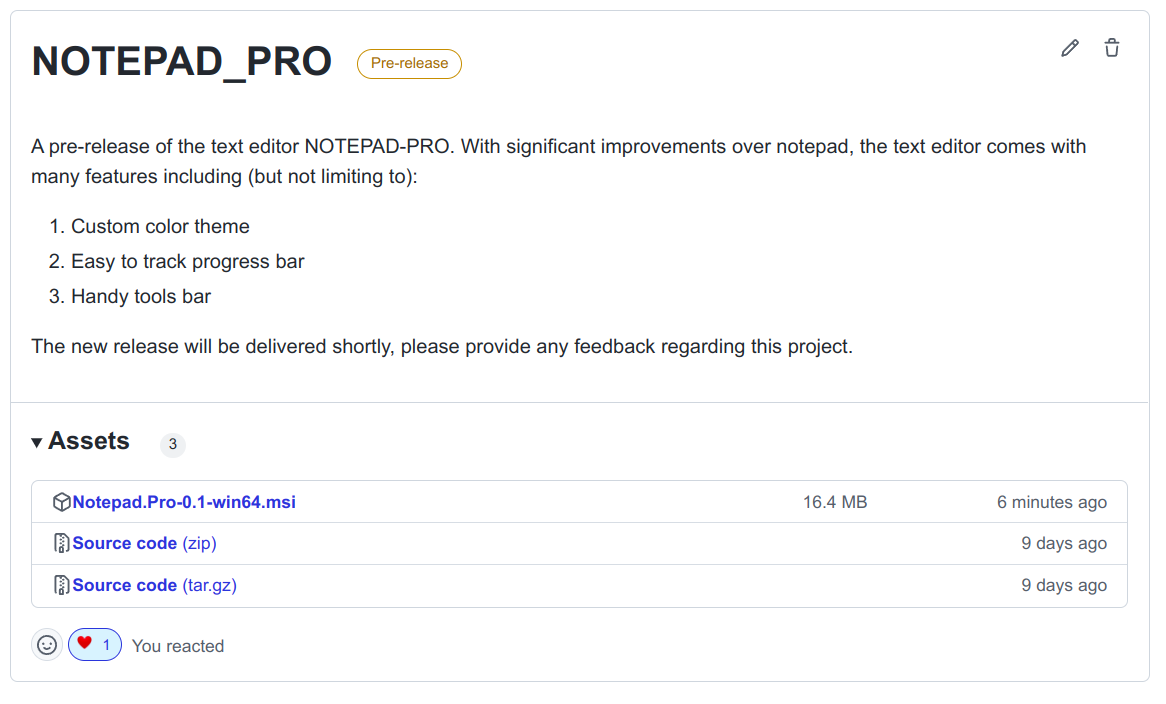 NOTEPAD_PRO Pre-release
A pre-release of the text editor NOTEPAD-PRO. With significant improvements over notepad, the text editor comes with
many features including (but not limiting to):
1. Custom color theme
2. Easy to track progress bar
3. Handy tools bar
The new release will be delivered shortly, please provide any feedback regarding this project.
Assets 3
Notepad.Pro-0.1-win64.msi 16.4 MB 6 minutes ago
Source code (zip) 9 days ago
Source code (tar.gz) 9 days ago
1 You reacted